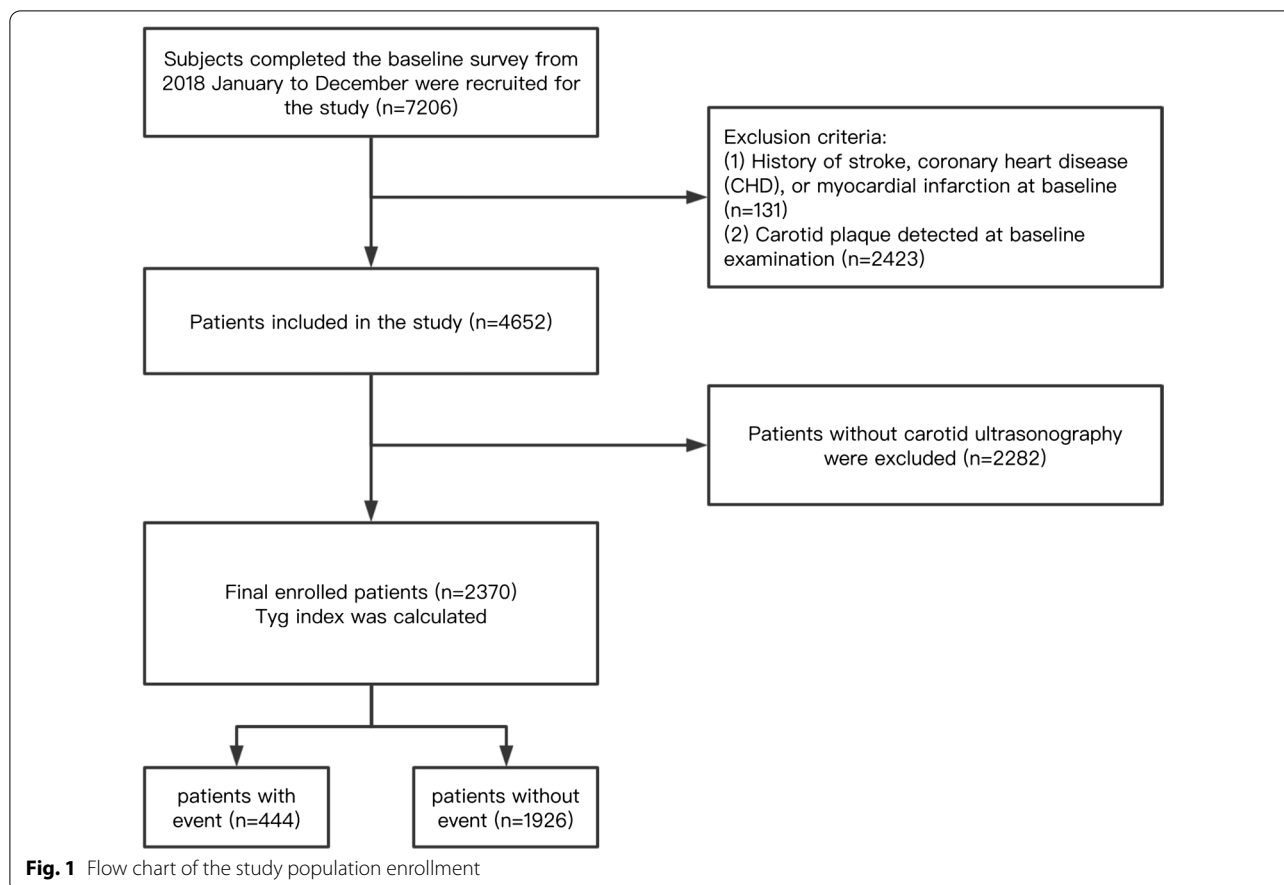 Subjects completed the baseline survey from
2018 January to December were recruited for
the study (n=7206)
Exclusion criteria:
(1) History of stroke, coronary heart disease
(CHD), or myocardial infarction at baseline
(n=131)
(2) Carotid plaque detected at baseline
examination (n=2423)
Patients included in the study (n=4652)
Patients without carotid ultrasonography
were excluded (n=2282)
Final enrolled patients (n=2370)
Tyg index was calculated
patients with
event (n=444)
patients without
event (n=1926)
Fig. 1 Flow chart of the study population enrollment